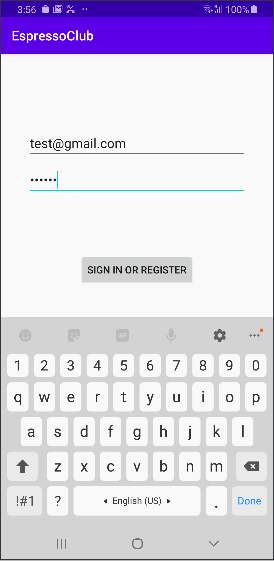 3:56 100%
EspressoClub
test@gmail.com
••••••
SIGN IN OR REGISTER
GIF
1 2 3 4 5 6 7 8 9 0
q w e r t y u i o p
a s d f g h j k l
z x c v b n m
!#1 ? English (US) . Done